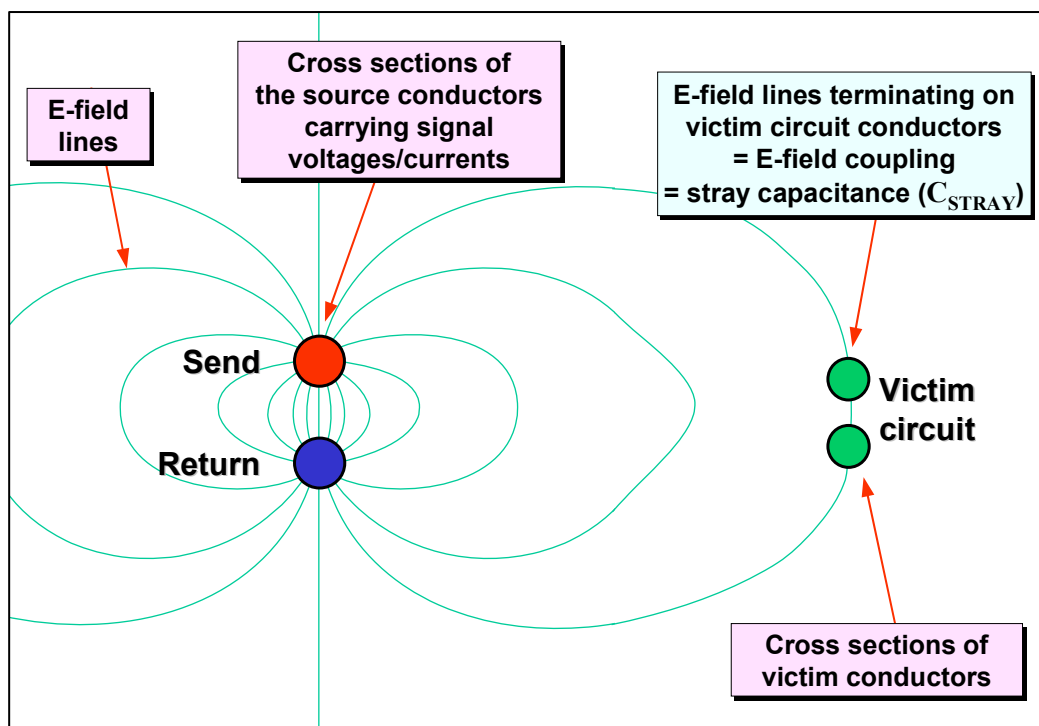 Cross sections of
the source conductors
carrying signal
voltages/currents
E-field
lines
E-field lines terminating on
victim circuit conductors
= E-field coupling
= stray capacitance (CSTRAY)
Send
Return
Victim
circuit
Cross sections of
victim conductors